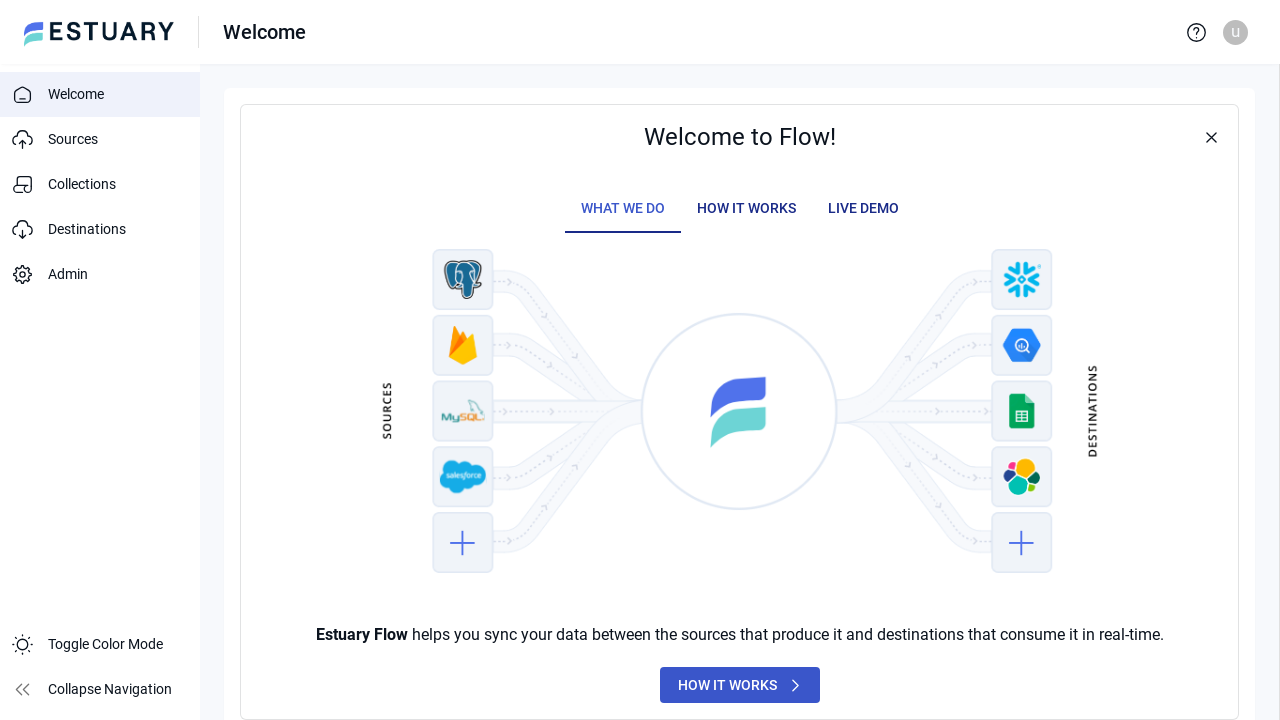 ESTUARY
Welcome
u
Welcome
Sources
Collections
Destinations
Admin
Toggle Color Mode
Collapse Navigation
Welcome to Flow!
WHAT WE DO
HOW IT WORKS
LIVE DEMO
SOURCES
MySQL
salesforce
DESTINATIONS
Estuary Flow helps you sync your data between the sources that produce it and destinations that consume it in real-time.
HOW IT WORKS